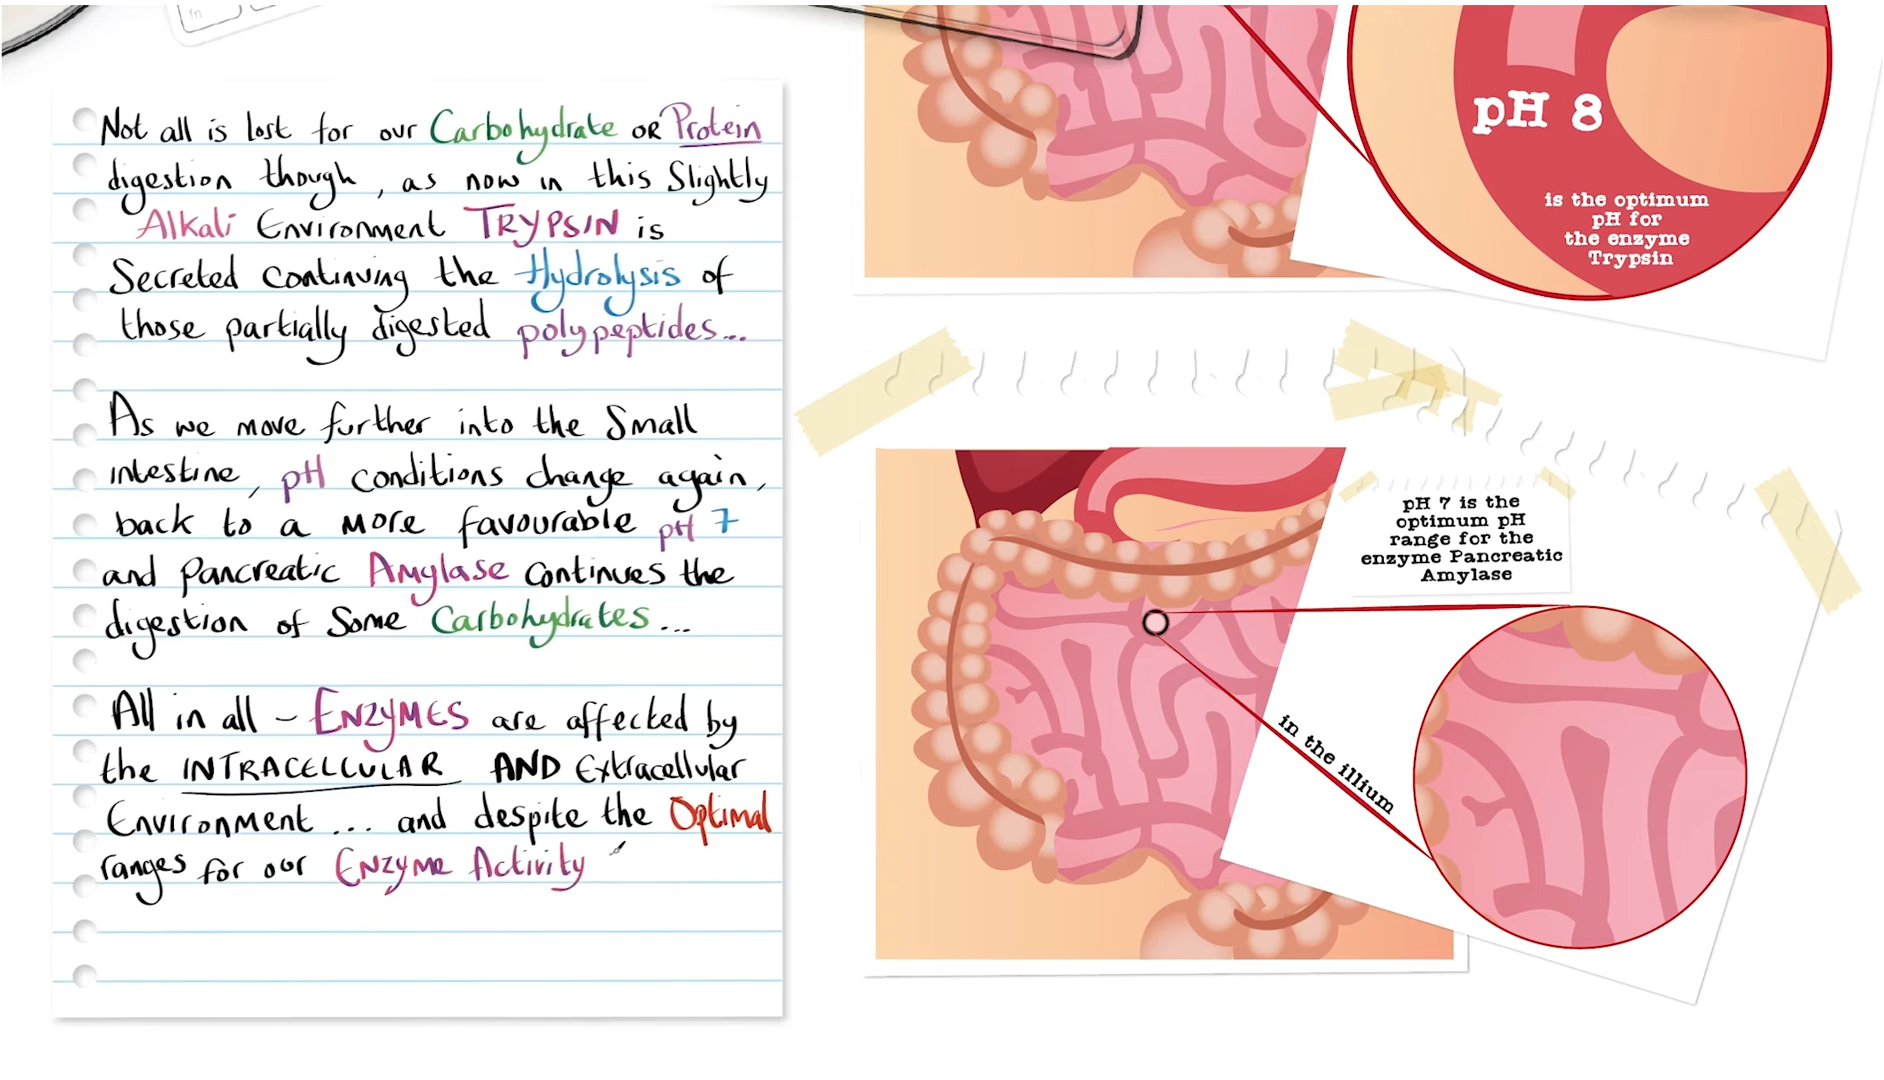 fn
Not all is lost for our Carbohydrate OR Protein
digestion though, as now in this Slightly
Alkali Environment TRYPSIN is
Secreted continuing the Hydrolysis of
those partially digested polypeptides...
As we move further into the Small
intestine, pH conditions change again,
back to a more favourable pH 7
and Pancreatic Amylase continues the
digestion of Some Carbohydrates...
All in all - ENZYMES are affected by
the INTRACELLULAR AND Extracellular
Environment ... and despite the Optimal
ranges for our Enzyme Activity
pH 8
is the optimum
pH for
the enzyme
Trypsin
pH 7 is the
optimum pH
range for the
enzyme Pancreatic
Amylase
in the illium